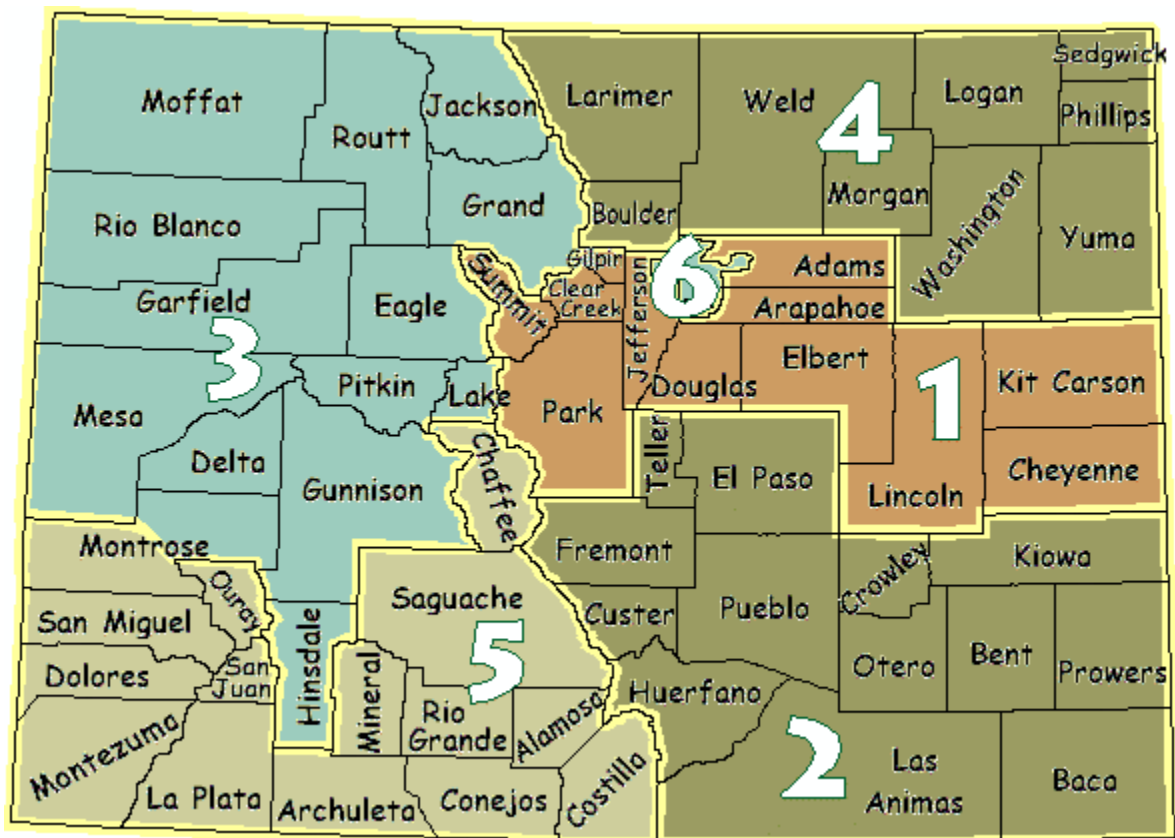 Moffat
Routt
Jackson
Larimer
Weld
4
Logan
Sedgwick
Phillips
Rio Blanco
Grand
Boulder
Morgan
Washington
Yuma
Garfield
3
Eagle
Summit
Gilpir
Clear
Creek
Jefferson
6
Adams
Arapahoe
Mesa
Pitkin
Lake
Park
Douglas
Elbert
1
Kit Carson
Delta
Gunnison
Chaffee
Teller
El Paso
Lincoln
Cheyenne
Montrose
Ouray
Saguache
Fremont
Crowley
Kiowa
San Miguel
Hinsdale
5
Custer
Pueblo
Dolores
San
Juan
Mineral
Rio
Grande
Alamosa
Huerfano
Otero
Bent
Prowers
Montezuma
La Plata
Archuleta
Conejos
Costilla
2
Las
Animas
Baca